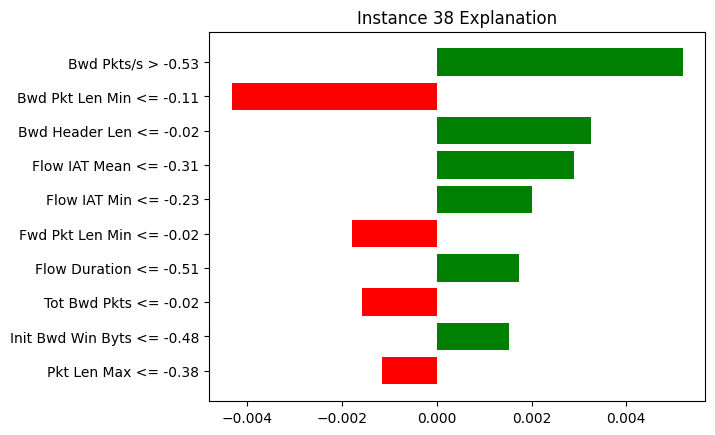 Instance 38 Explanation
Bwd Pkts/s > -0.53
Bwd Pkt Len Min <= -0.11
Bwd Header Len <= -0.02
Flow IAT Mean <= -0.31
Flow IAT Min <= -0.23
Fwd Pkt Len Min <= -0.02
Flow Duration <= -0.51
Tot Bwd Pkts <= -0.02
Init Bwd Win Byts <= -0.48
Pkt Len Max <= -0.38
−0.004 −0.002 0.000 0.002 0.004